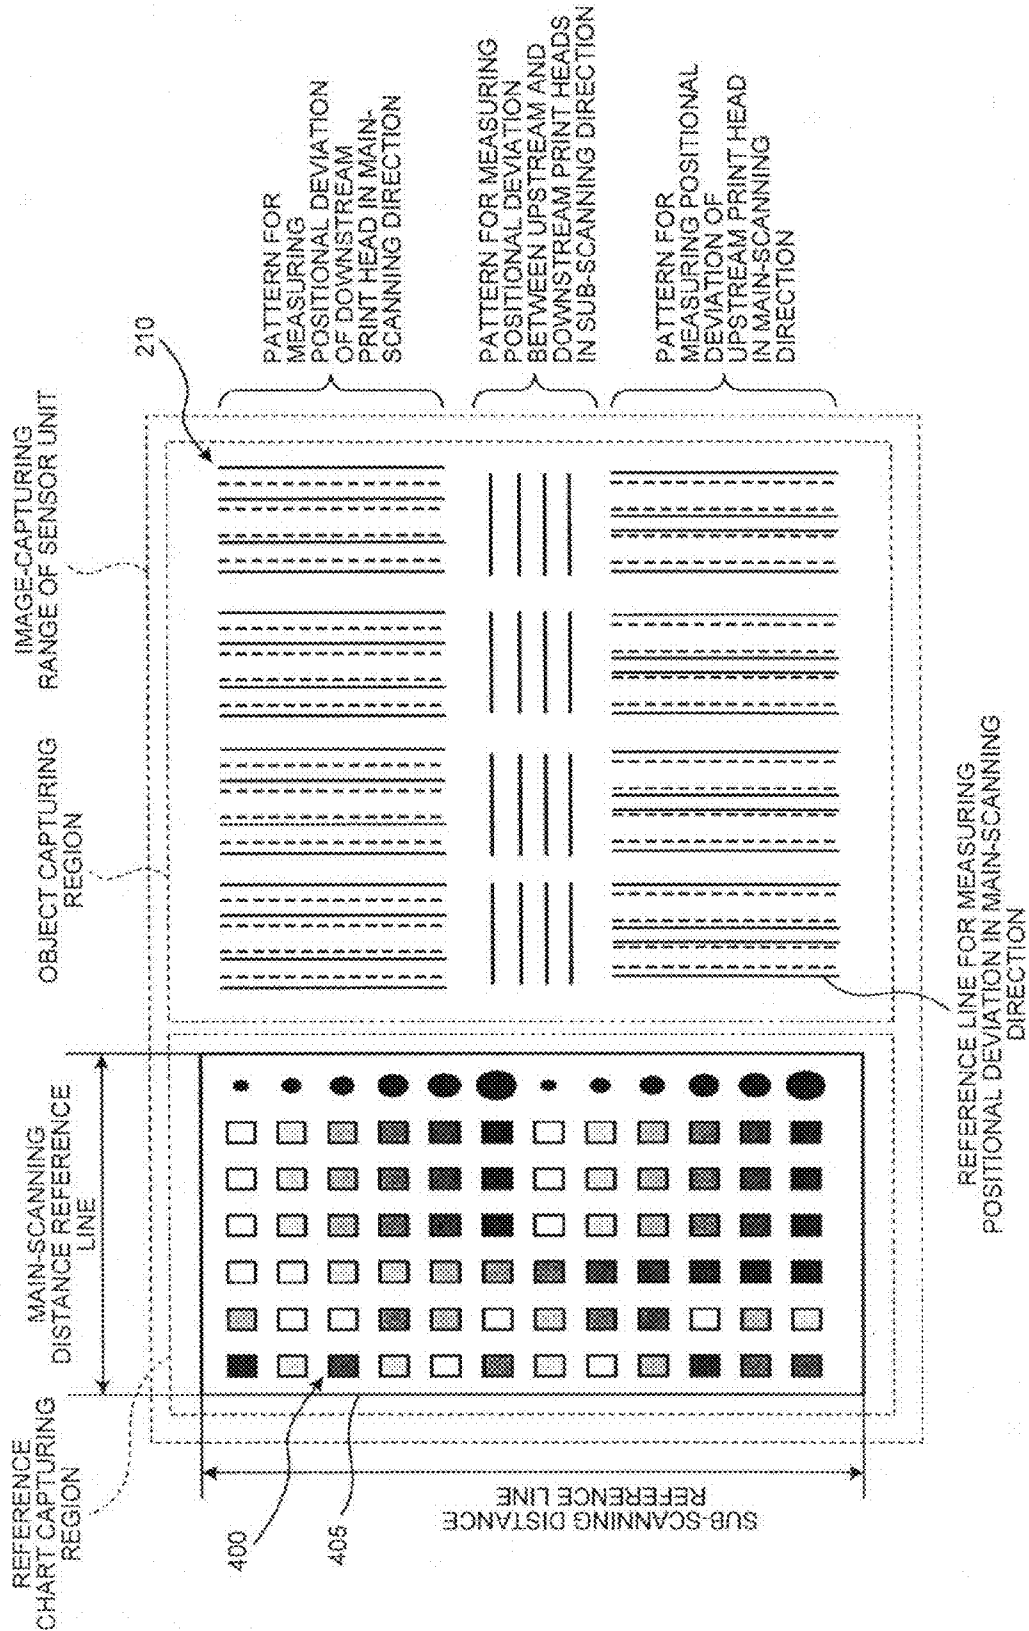 REFERENCE
CHART CAPTURING
REGION
MAIN-SCANNING
DISTANCE REFERENCE
LINE
OBJECT CAPTURING
REGION
IMAGE-CAPTURING
RANGE OF SENSOR UNIT
210
PATTERN FOR
MEASURING
POSITIONAL DEVIATION
OF DOWNSTREAM
PRINT HEAD IN MAIN-
SCANNING DIRECTION
PATTERN FOR MEASURING
POSITIONAL DEVIATION
BETWEEN UPSTREAM AND
DOWNSTREAM PRINT HEADS
IN SUB-SCANNING DIRECTION
PATTERN FOR
MEASURING POSITIONAL
DEVIATION OF
UPSTREAM PRINT HEAD
IN MAIN-SCANNING
DIRECTION
SUB-SCANNING DISTANCE
REFERENCE LINE
400
405
REFERENCE LINE FOR MEASURING
POSITIONAL DEVIATION IN MAIN-SCANNING
DIRECTION